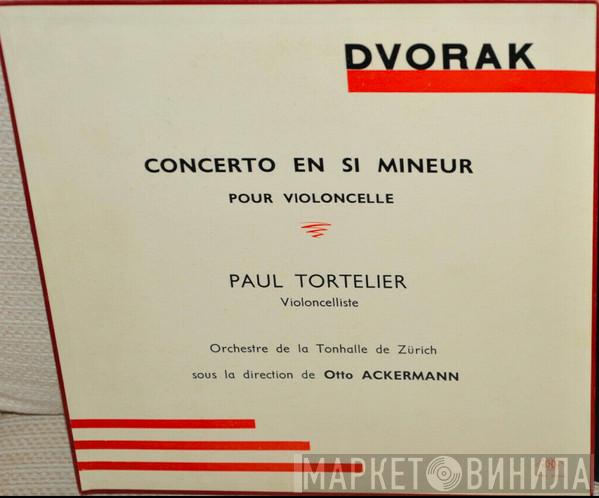 DVORAK
CONCERTO EN SI MINEUR
POUR VIOLONCELLE
PAUL TORTELIER
Violoncelliste
Orchestre de la Tonhalle de Zürich
sous la direction de Otto ACKERMANN
МАРКЕТ ВИНИЛА